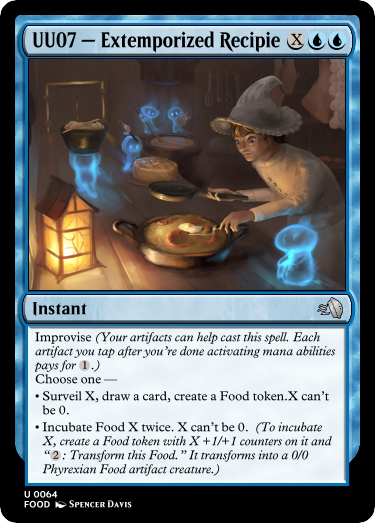 UU07 — Extemporized Recipie X
Instant
Improvise (Your artifacts can help cast this spell. Each
artifact you tap after you're done activating mana abilities
pays for 1.)
Choose one —
• Surveil X, draw a card, create a Food token.X can't
be 0.
• Incubate Food X twice. X can't be 0. (To incubate
X, create a Food token with X +1/+1 counters on it and
"2: Transform this Food." It transforms into a 0/0
Phyrexian Food artifact creature.)
U 0064
FOOD Spencer Davis